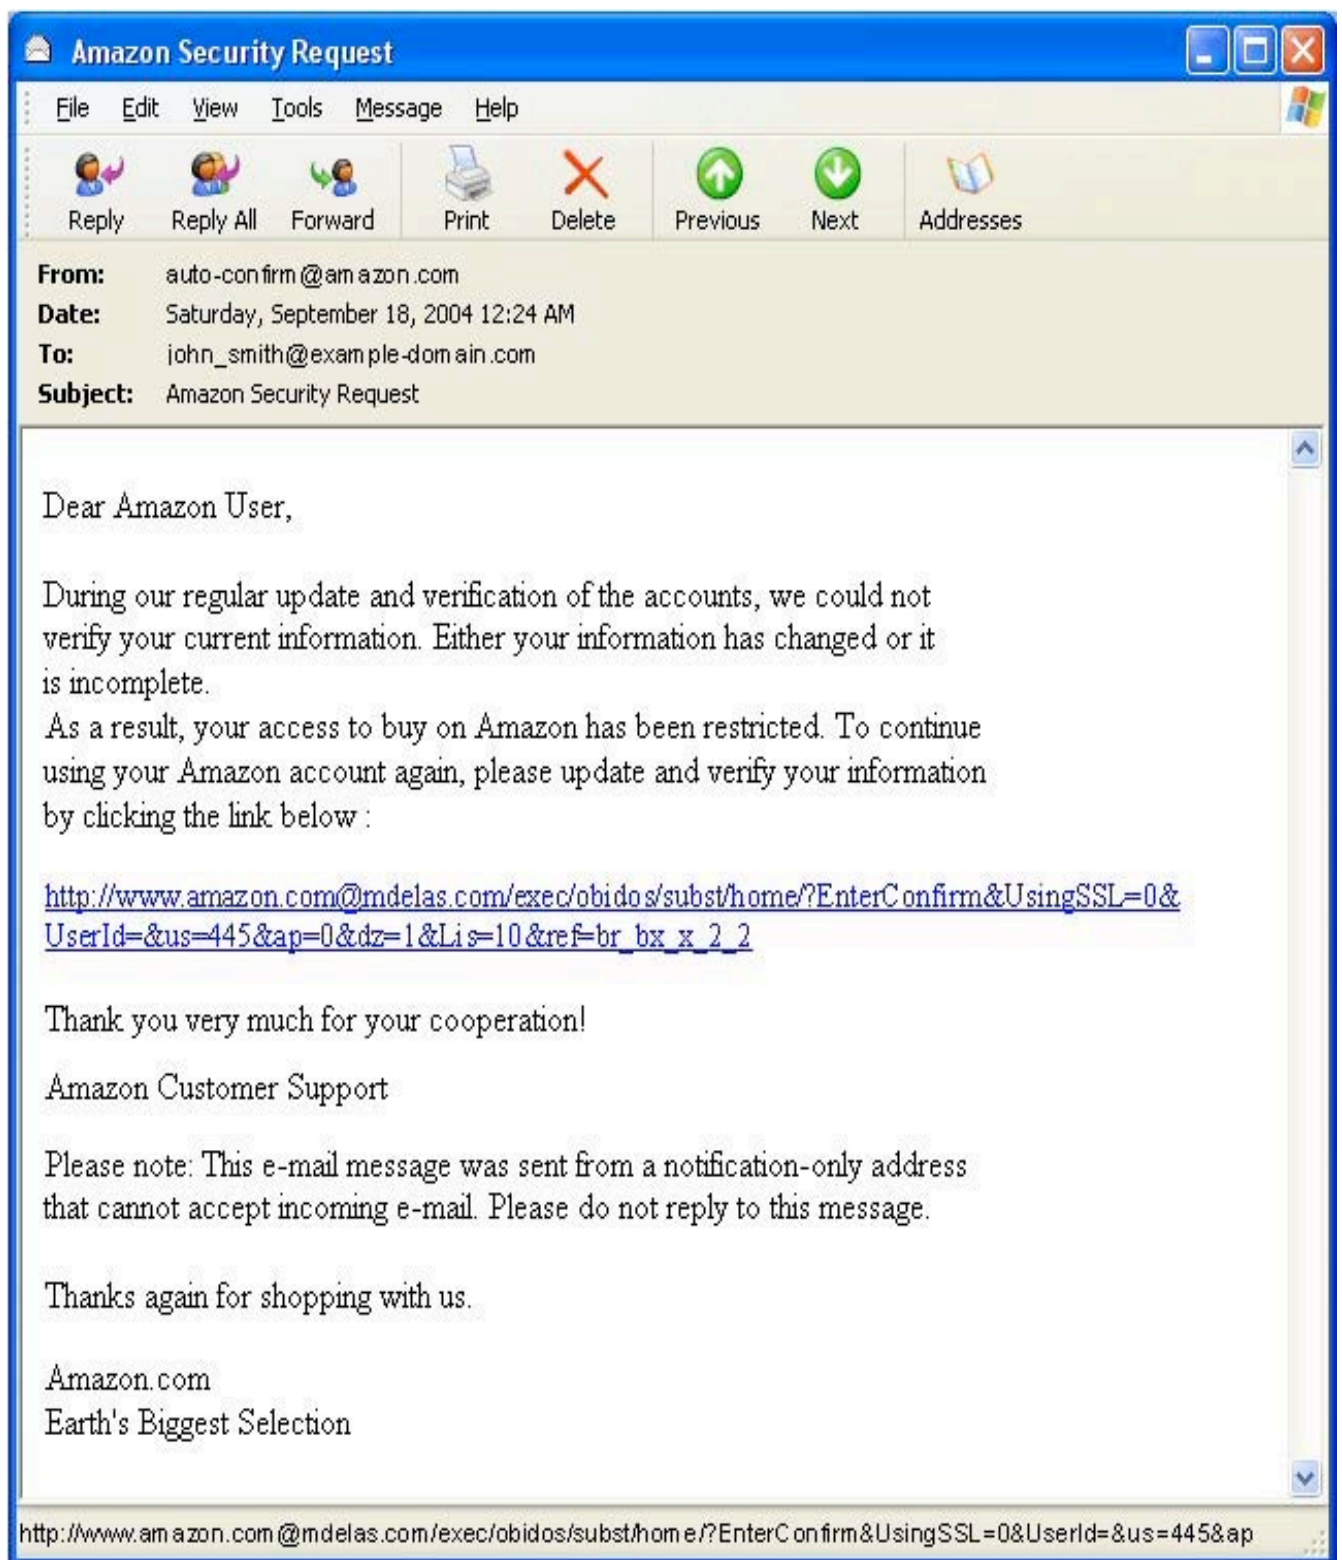 Amazon Security Request
File Edit View Tools Message Help
Reply Reply All Forward Print Delete Previous Next Addresses
From: auto-confirm@amazon.com
Date: Saturday, September 18, 2004 12:24 AM
To: john_smith@example-domain.com
Subject: Amazon Security Request
Dear Amazon User,
During our regular update and verification of the accounts, we could not
verify your current information. Either your information has changed or it
is incomplete.
As a result, your access to buy on Amazon has been restricted. To continue
using your Amazon account again, please update and verify your information
by clicking the link below :
http://www.amazon.com@mdelas.com/exec/obidos/subst/home/?EnterConfirm&UsingSSL=0&
UserId=&us=445&ap=0&dz=1&Lis=10&ref=br_bx_x_2_2
Thank you very much for your cooperation!
Amazon Customer Support
Please note: This e-mail message was sent from a notification-only address
that cannot accept incoming e-mail. Please do not reply to this message.
Thanks again for shopping with us.
Amazon.com
Earth's Biggest Selection
http://www.amazon.com@mdelas.com/exec/obidos/subst/home/?EnterConfirm&UsingSSL=0&UserId=&us=445&ap